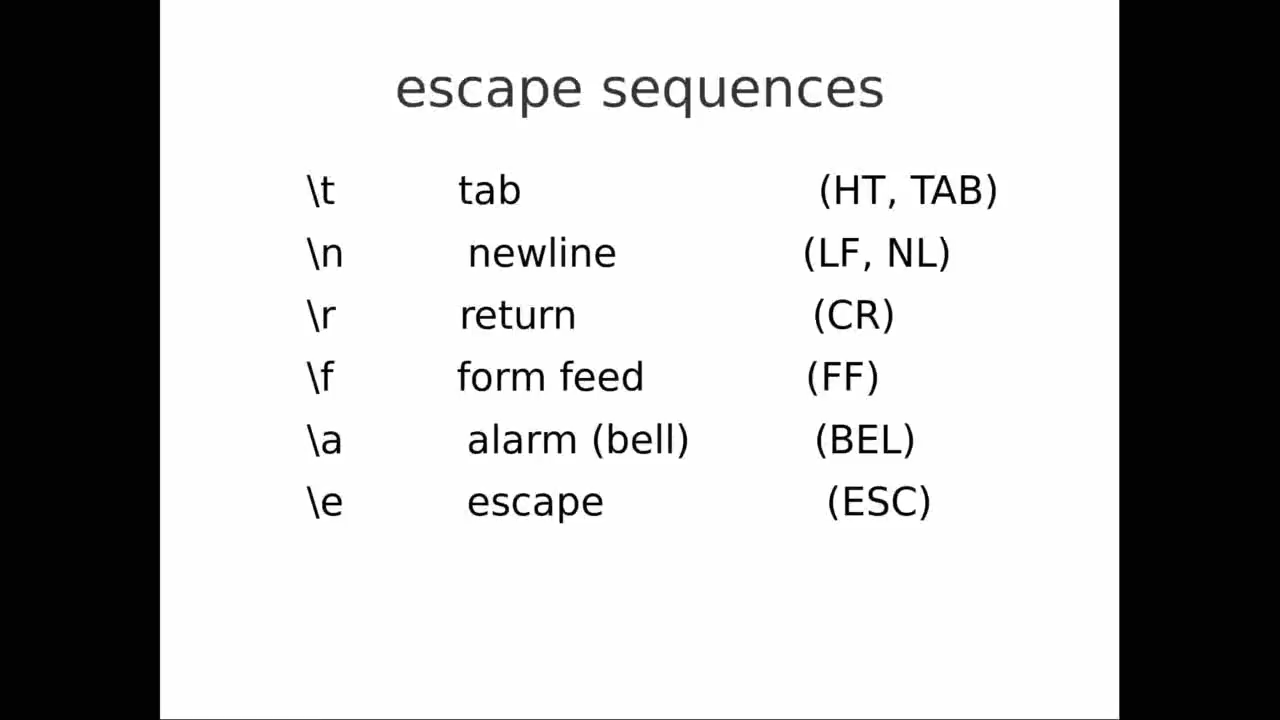 escape sequences
\t tab (HT, TAB)
\n newline (LF, NL)
\r return (CR)
\f form feed (FF)
\a alarm (bell) (BEL)
\e escape (ESC)